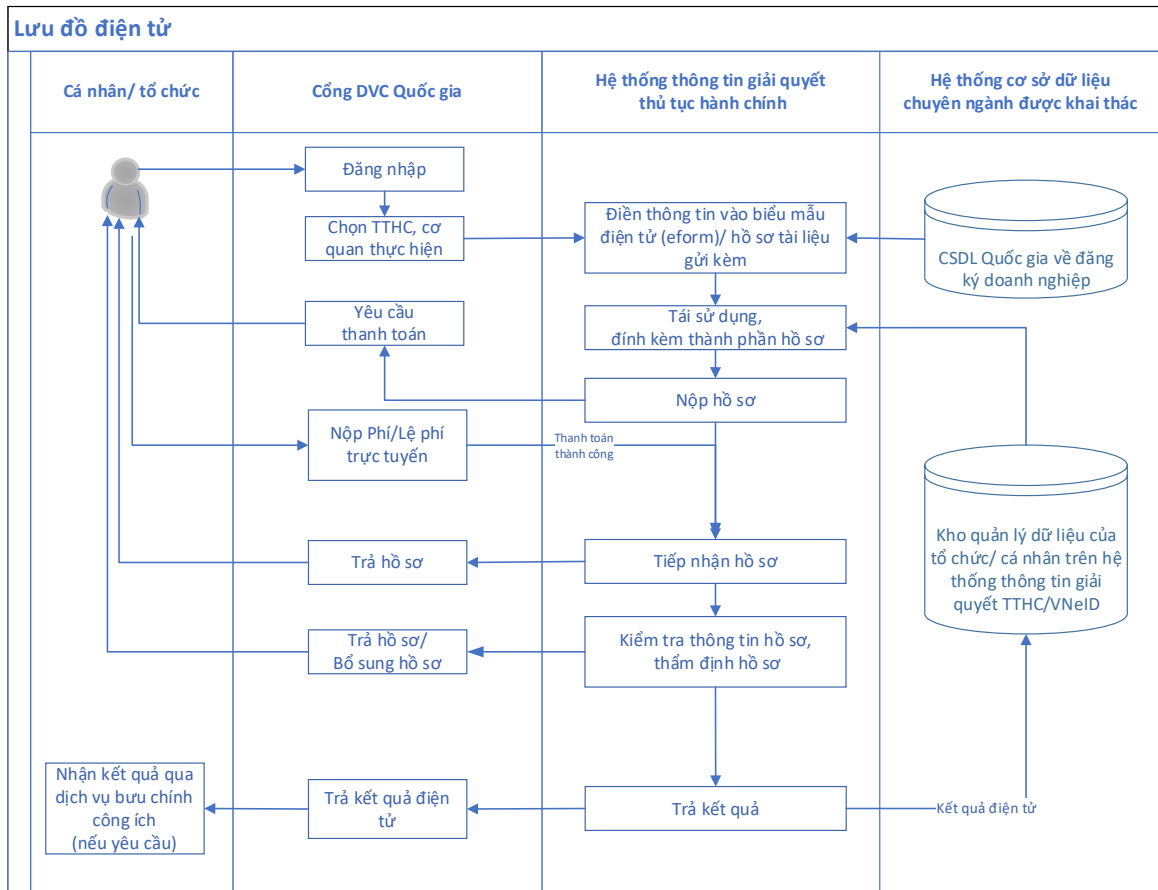 Lưu đồ điện tử
Cá nhân/ tổ chức
Cổng DVC Quốc gia
Hệ thống thông tin giải quyết
thủ tục hành chính
Hệ thống cơ sở dữ liệu
chuyên ngành được khai thác
Đăng nhập
Chọn TTHC, cơ
quan thực hiện
Điền thông tin vào biểu mẫu
điện tử (eform)/ hồ sơ tài liệu
gửi kèm
CSDL Quốc gia về đăng
ký doanh nghiệp
Yêu cầu
thanh toán
Tái sử dụng,
đính kèm thành phần hồ sơ
Nộp hồ sơ
Nộp Phí/Lệ phí
trực tuyến
Thanh toán
thành công
Trả hồ sơ
Tiếp nhận hồ sơ
Kho quản lý dữ liệu của
tổ chức/ cá nhân trên hệ
thống thông tin giải
quyết TTHC/VNeID
Trả hồ sơ/
Bổ sung hồ sơ
Kiểm tra thông tin hồ sơ,
thẩm định hồ sơ
Nhận kết quả qua
dịch vụ bưu chính
công ích
(nếu yêu cầu)
Trả kết quả điện
tử
Trả kết quả
Kết quả điện tử